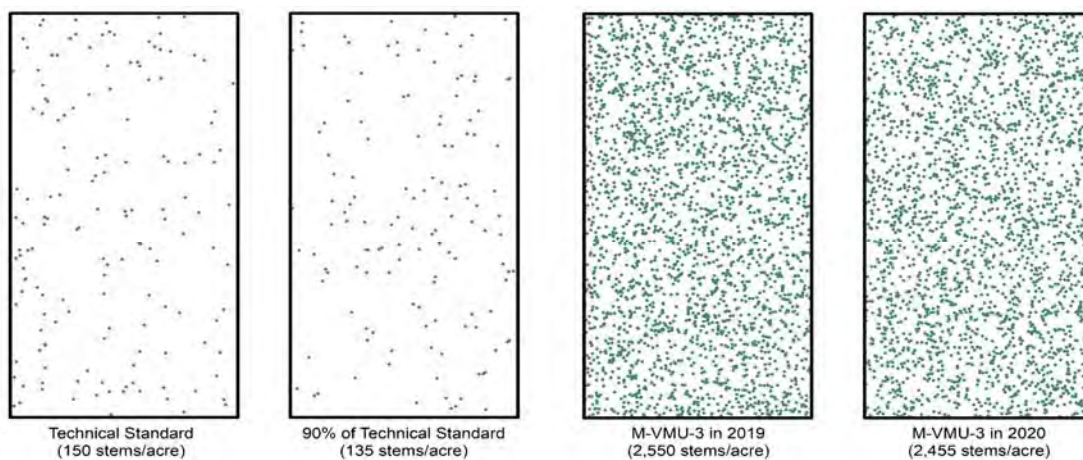 Technical Standard
(150 stems/acre)
90% of Technical Standard
(135 stems/acre)
M-VMU-3 in 2019
(2,550 stems/acre)
M-VMU-3 in 2020
(2,455 stems/acre)